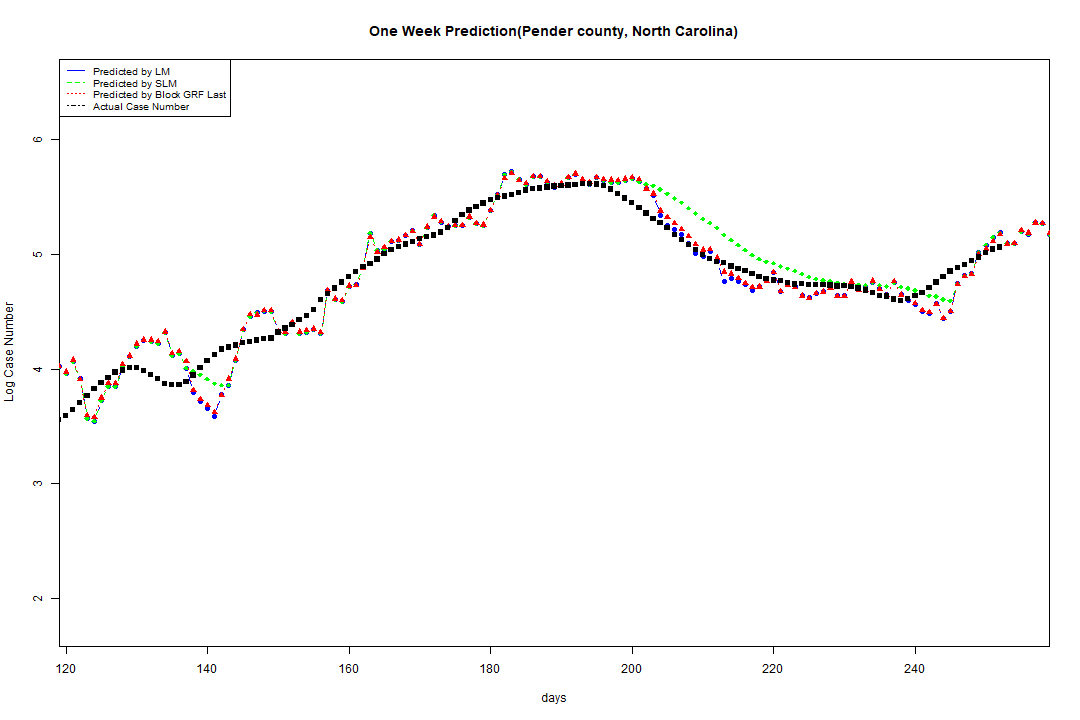 One Week Prediction(Pender county, North Carolina)
Predicted by LM
Predicted by SLM
Predicted by Block GRF Last
Actual Case Number
Log Case Number
6
5
4
3
2
120 140 160 180 200 220 240
days